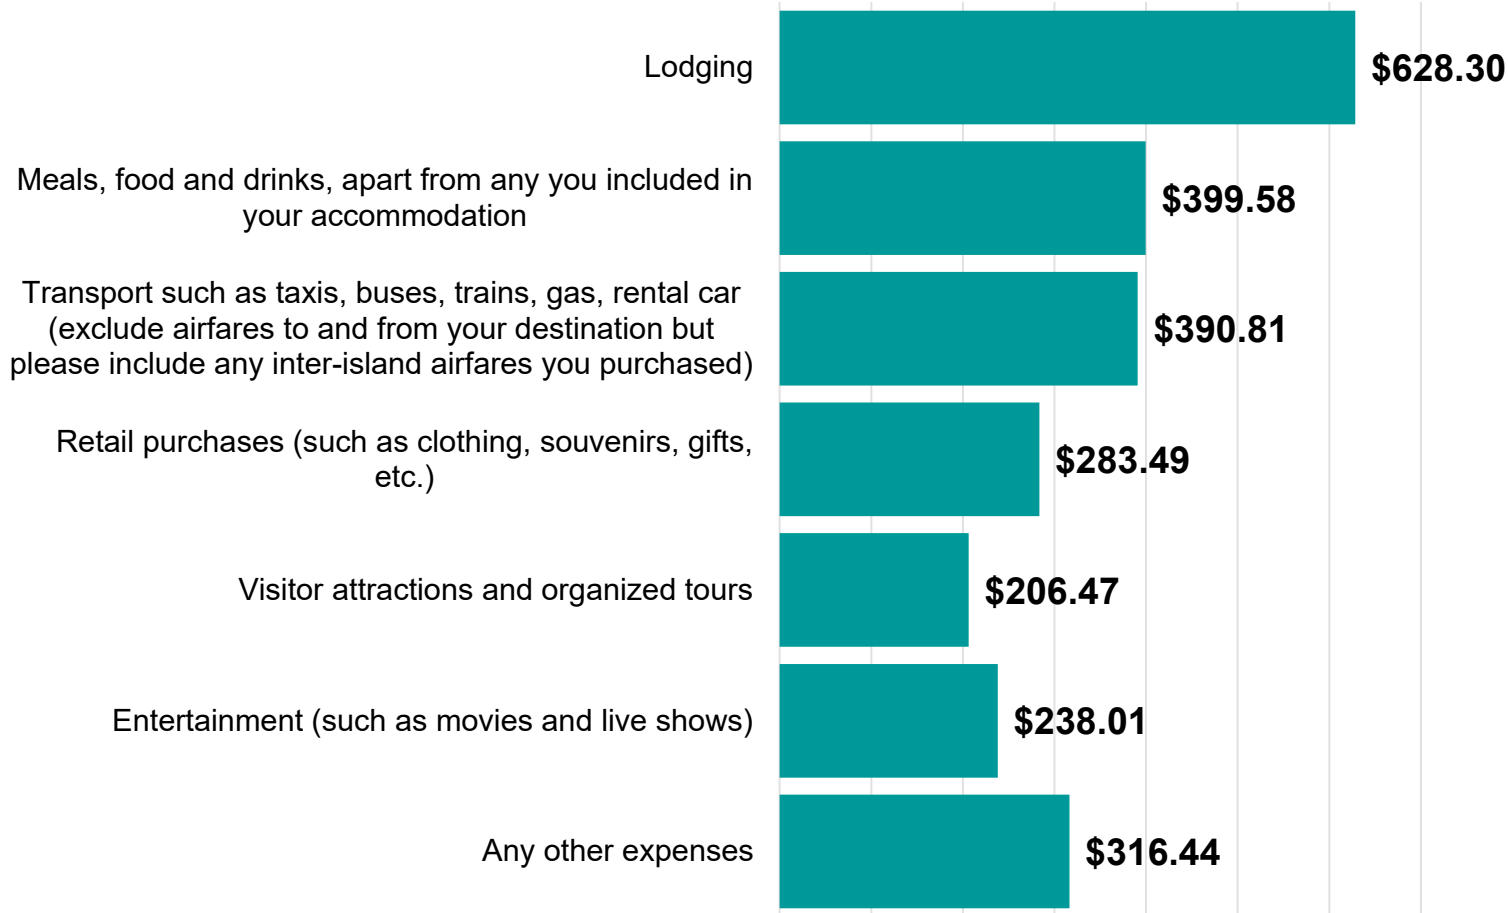 Lodging
$628.30
Meals, food and drinks, apart from any you included in
your accommodation
$399.58
Transport such as taxis, buses, trains, gas, rental car
(exclude airfares to and from your destination but
please include any inter-island airfares you purchased)
$390.81
Retail purchases (such as clothing, souvenirs, gifts,
etc.)
$283.49
Visitor attractions and organized tours
$206.47
Entertainment (such as movies and live shows)
$238.01
Any other expenses
$316.44